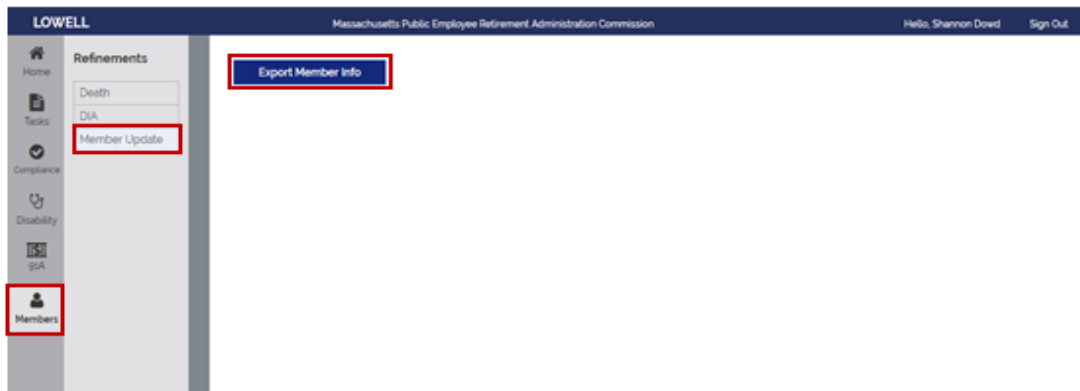 LOWELL
Massachusetts Public Employee Retirement Administration Commission
Hello, Shannon Dowd
Sign Out
Home
Tasks
Compliance
Disability
91A
Members
Refinements
Death
DIA
Member Update
Export Member Info